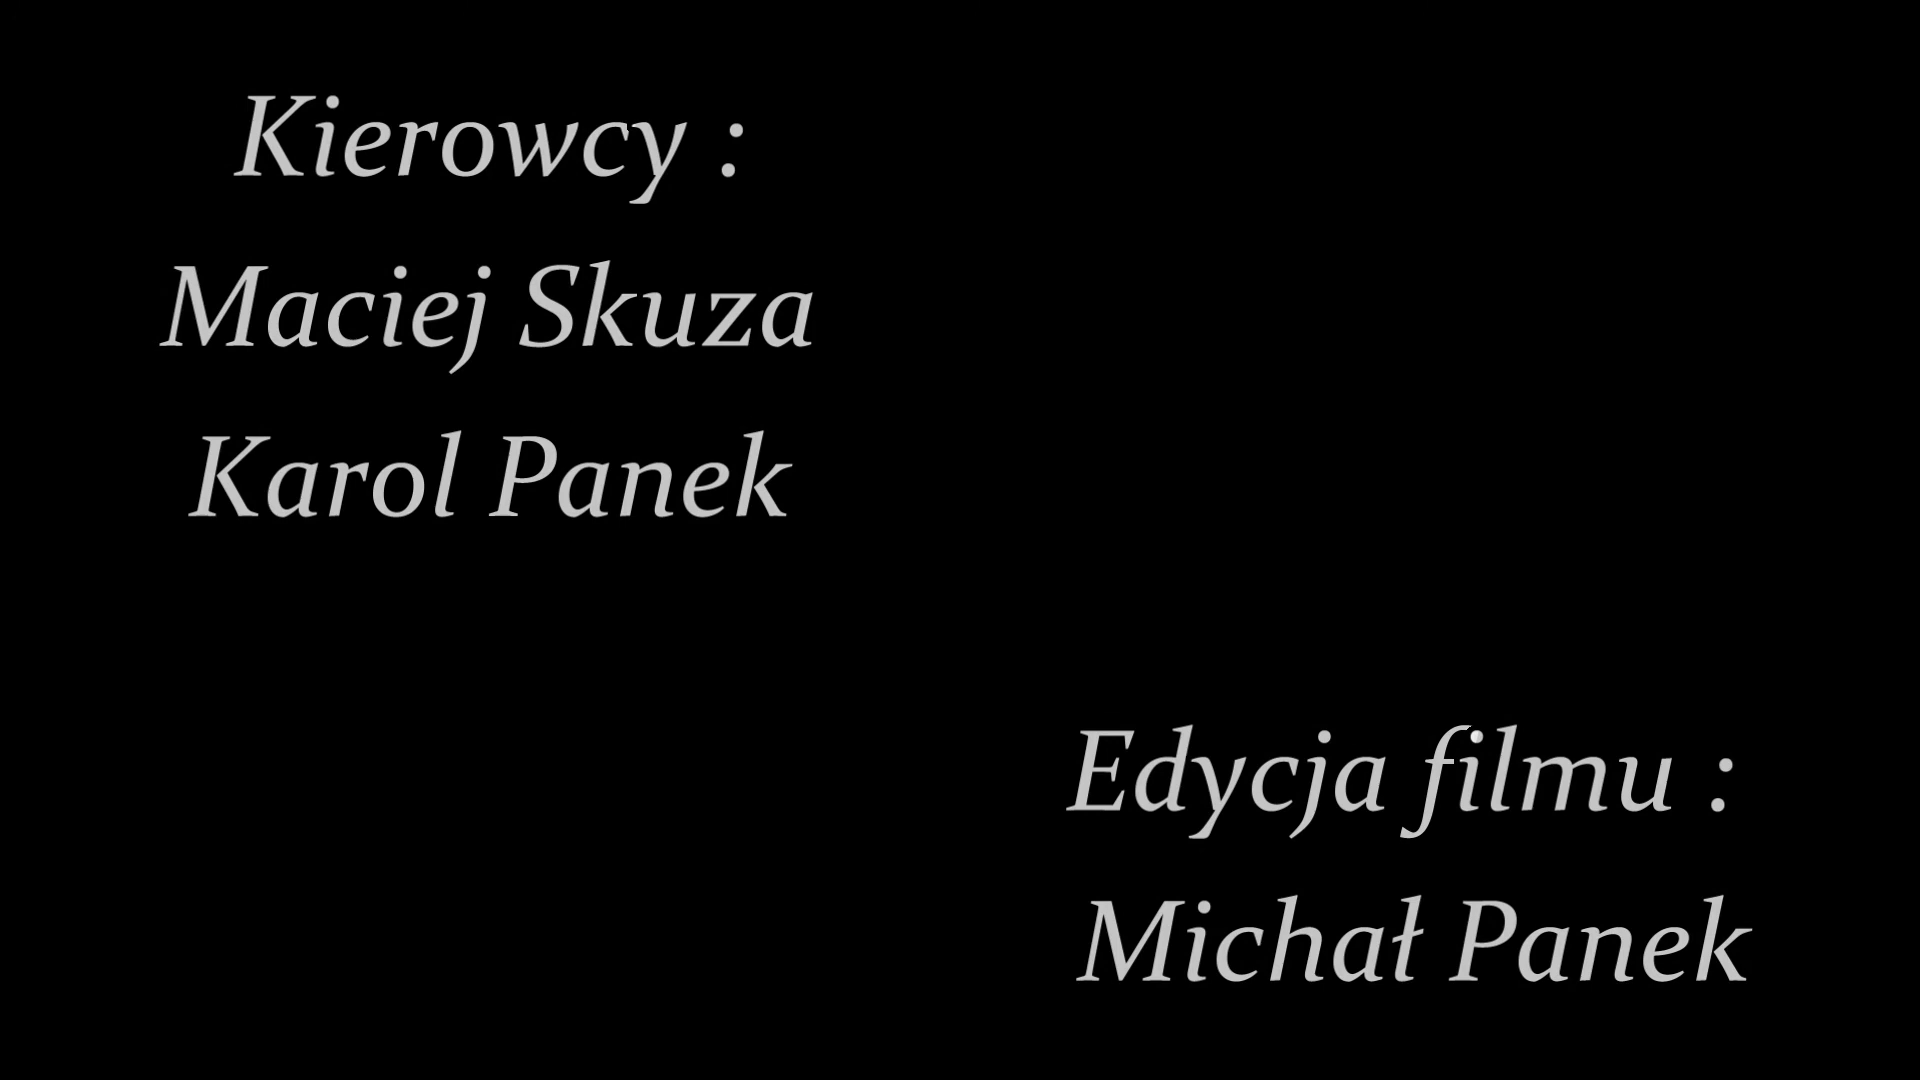 Kierowcy :
Maciej Skuza
Karol Panek
Edycja filmu :
Michał Panek